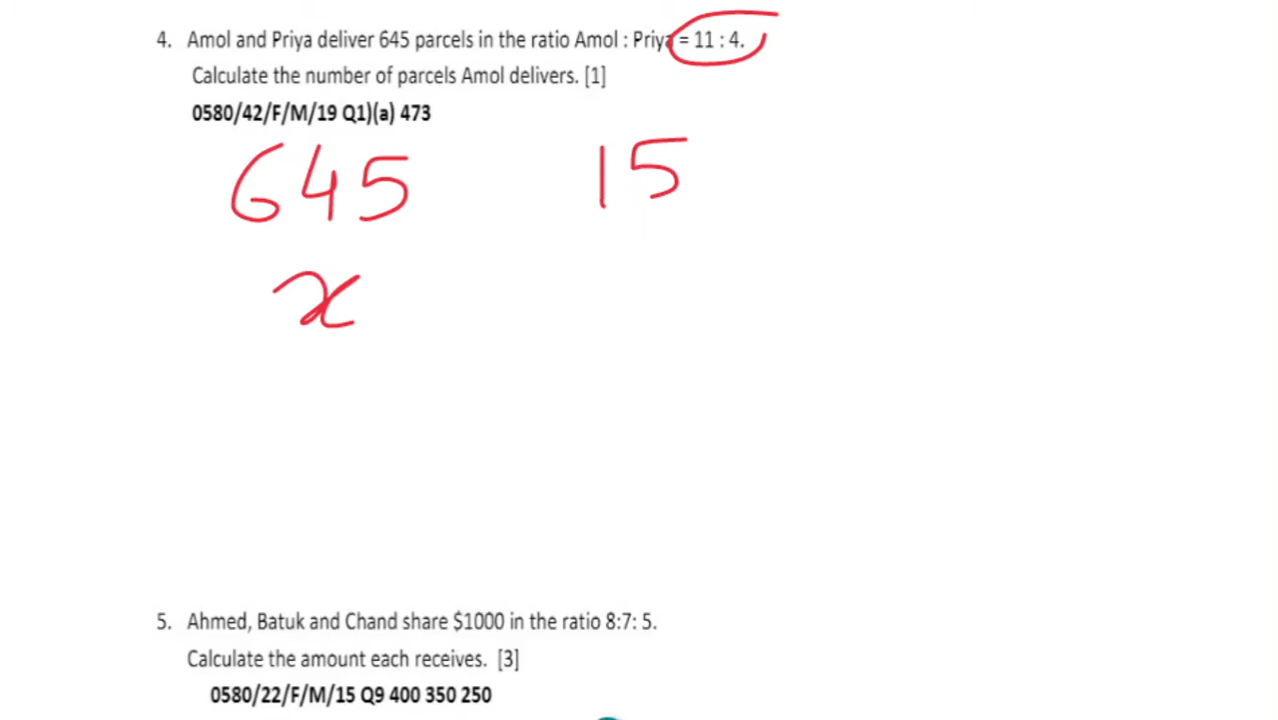 4. Amol and Priya deliver 645 parcels in the ratio Amol : Priya = 11 : 4.
Calculate the number of parcels Amol delivers. [1]
0580/42/F/M/19 Q1)(a) 473
645 15
x
5. Ahmed, Batuk and Chand share $1000 in the ratio 8:7: 5.
Calculate the amount each receives. [3]
0580/22/F/M/15 Q9 400 350 250